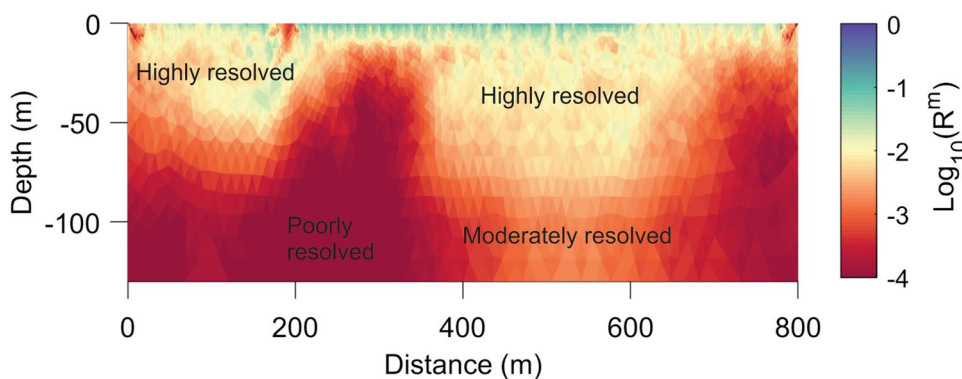 0
-50
-100
Depth (m)
Highly resolved
Highly resolved
Poorly
resolved
Moderately resolved
0
200
400
600
800
Distance (m)
0
-1
-2
-3
-4
Log10(Rm)